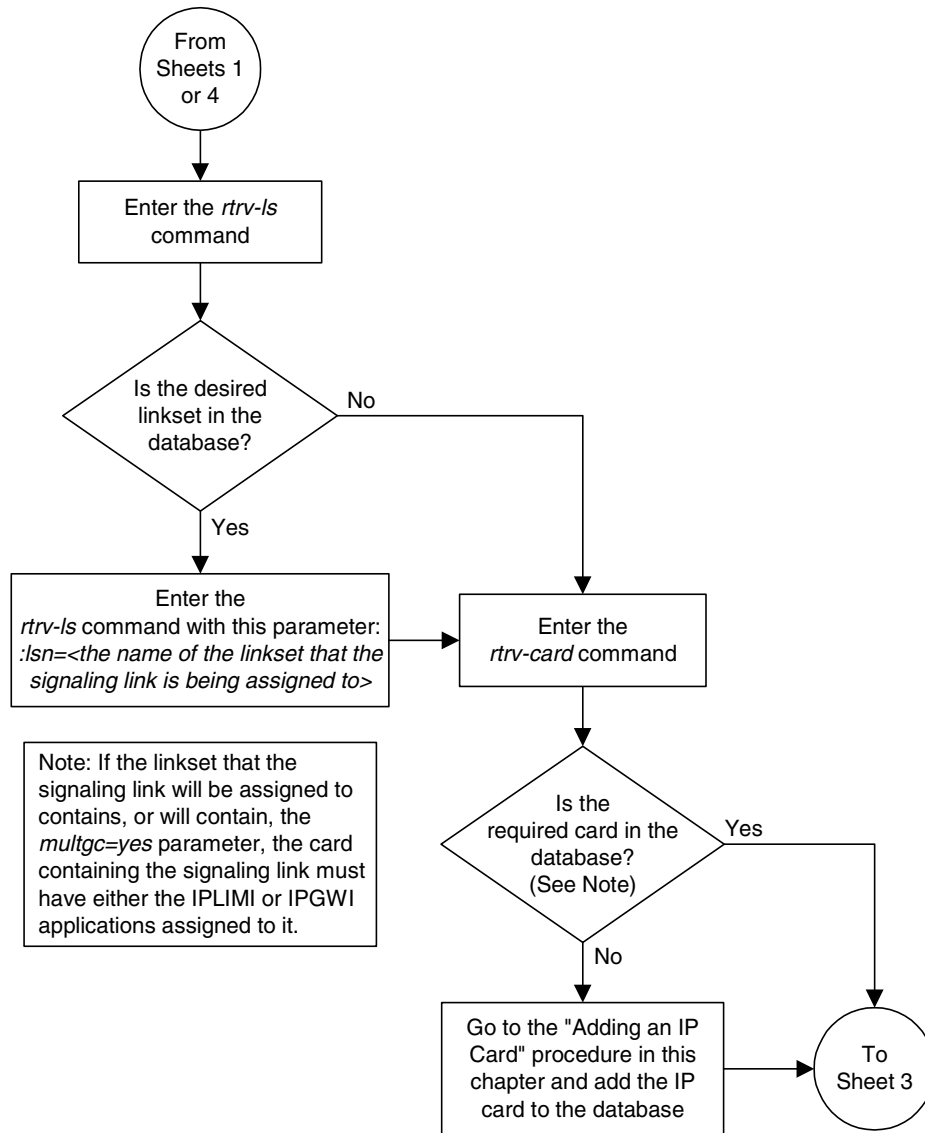 From
Sheets 1
or 4
Enter the rtrv-ls
command
Is the desired
linkset in the
database?
No
Yes
Enter the
rtrv-ls command with this parameter:
:lsn=<the name of the linkset that the
signaling link is being assigned to>
Enter the
rtrv-card command
Note: If the linkset that the
signaling link will be assigned to
contains, or will contain, the
multgc=yes parameter, the card
containing the signaling link must
have either the IPLIMI or IPGWI
applications assigned to it.
Is the
required card in the
database?
(See Note)
Yes
No
Go to the "Adding an IP
Card" procedure in this
chapter and add the IP
card to the database
To
Sheet 3